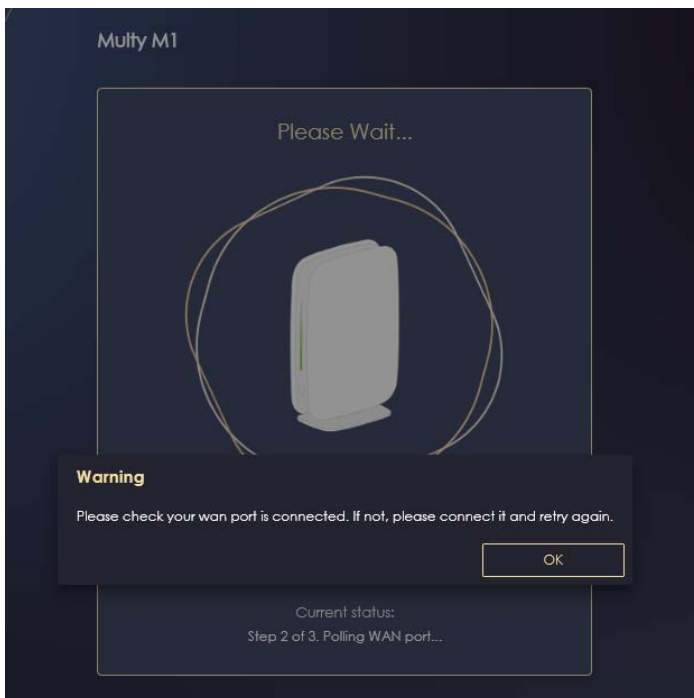 Multy M1
Please Wait...
Warning
Please check your wan port is connected. If not, please connect it and retry again.
OK
Current status:
Step 2 of 3. Polling WAN port...